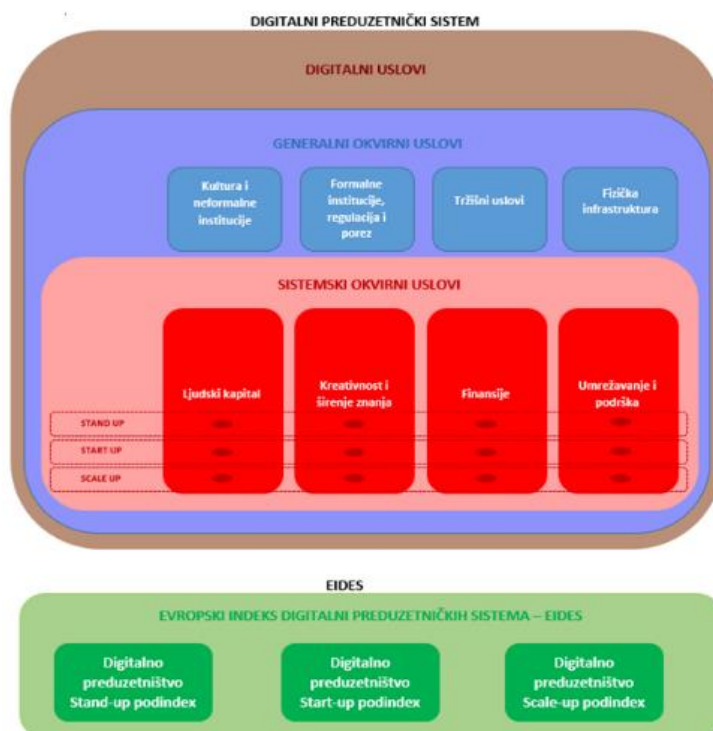 DIGITALNI PREDUZETNIČKI SISTEM
DIGITALNI USLOVI
GENERALNI OKVIRNI USLOVI
Kultura i
neformalne
institucije
Formalne
institucije,
regulacija i
porez
Tržišni uslovi
Fizička
infrastruktura
SISTEMSKI OKVIRNI USLOVI
Ljudski kapital
Kreativnost i
širenje znanja
Finansije
Umrežavanje i
podrška
STAND UP
START UP
SCALE UP
EIDES
EVROPSKI INDEKS DIGITALNI PREDUZETNIČKIH SISTEMA – EIDES
Digitalno
preduzetništvo
Stand-up podindex
Digitalno
preduzetništvo
Start-up podindex
Digitalno
preduzetništvo
Scale-up podindex